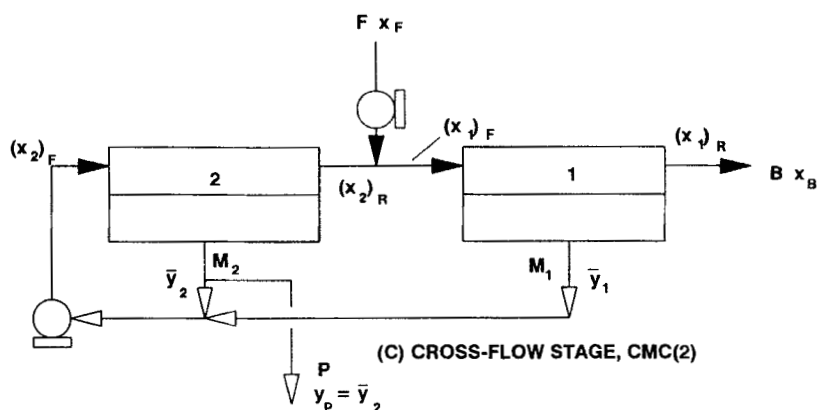 F x_F
(x_2)_F
(x_1)_F
(x_1)_R
2
1
(x_2)_R
B x_B
M_2
ȳ_2
M_1
ȳ_1
(C) CROSS-FLOW STAGE, CMC(2)
P
y_P = ȳ_2